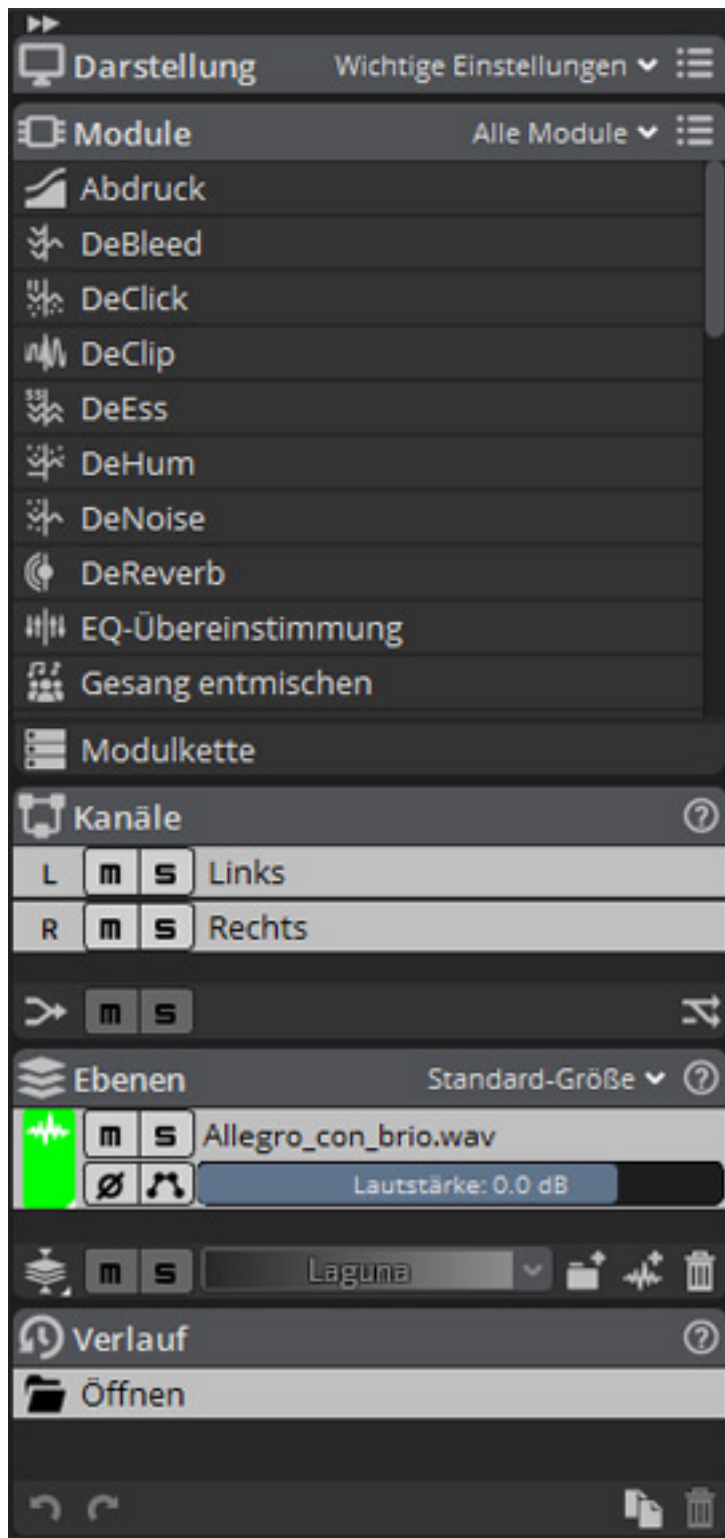 Darstellung Wichtige Einstellungen
Module Alle Module
Abdruck
DeBleed
DeClick
DeClip
DeEss
DeHum
DeNoise
DeReverb
EQ-Übereinstimmung
Gesang entmischen
Modulkette
Kanäle
L m s Links
R m s Rechts
m s
Ebenen Standard-Größe
m s Allegro_con_brio.wav
Lautstärke: 0.0 dB
m s Laguna
Verlauf
Öffnen